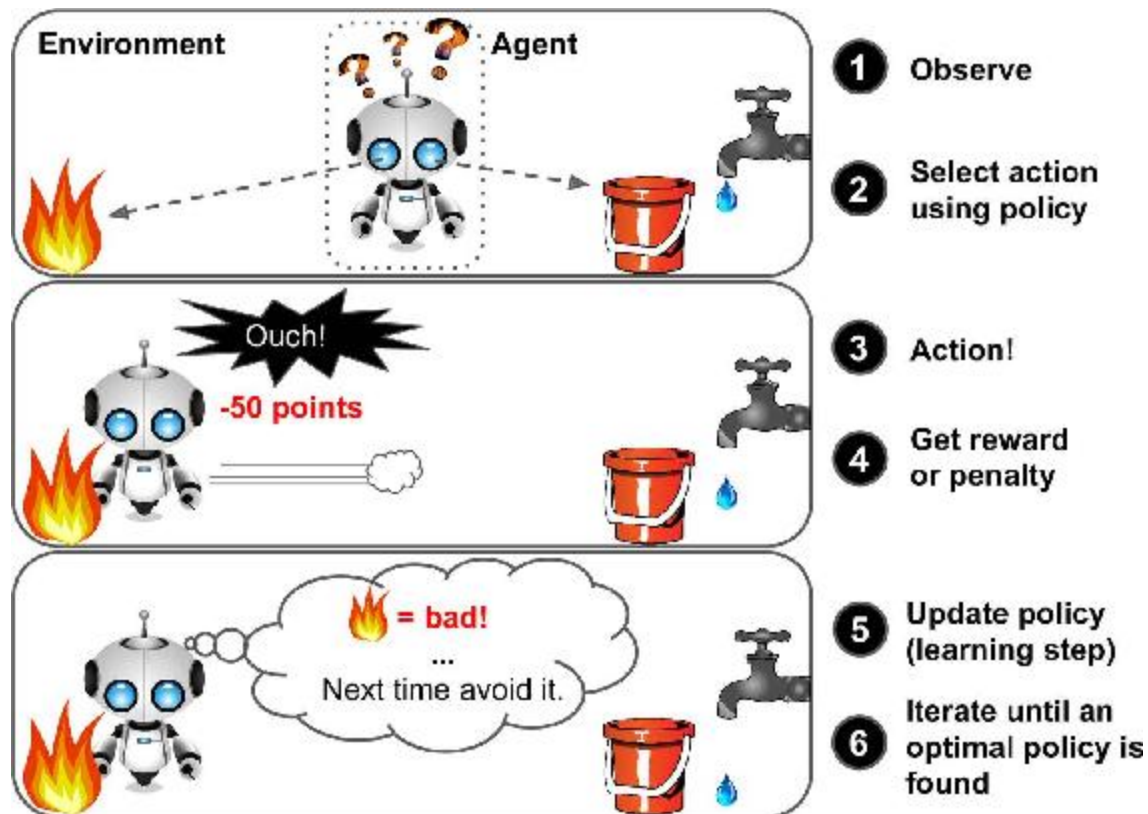 Environment
Agent
? ? ?
1 Observe
2 Select action
using policy
Ouch!
-50 points
3 Action!
4 Get reward
or penalty
= bad!
...
Next time avoid it.
5 Update policy
(learning step)
6 Iterate until an
optimal policy is
found